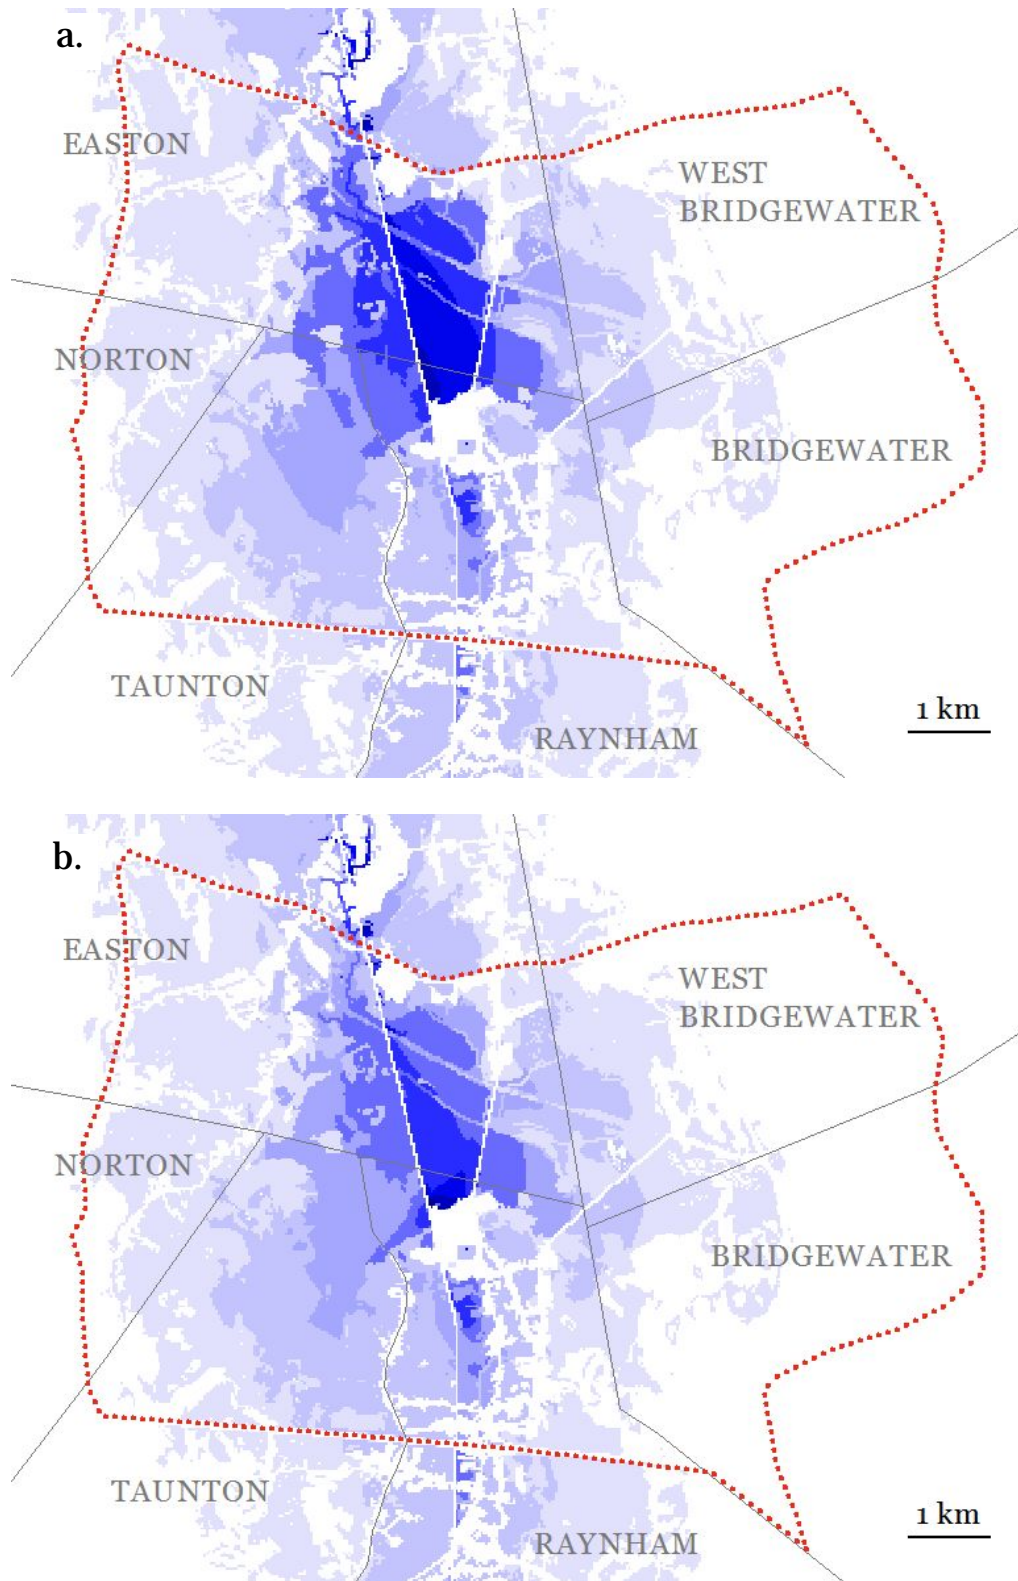 a.
EASTON
WEST
BRIDGEWATER
NORTON
BRIDGEWATER
TAUNTON
1 km
RAYNHAM
b.
EASTON
WEST
BRIDGEWATER
NORTON
BRIDGEWATER
TAUNTON
1 km
RAYNHAM